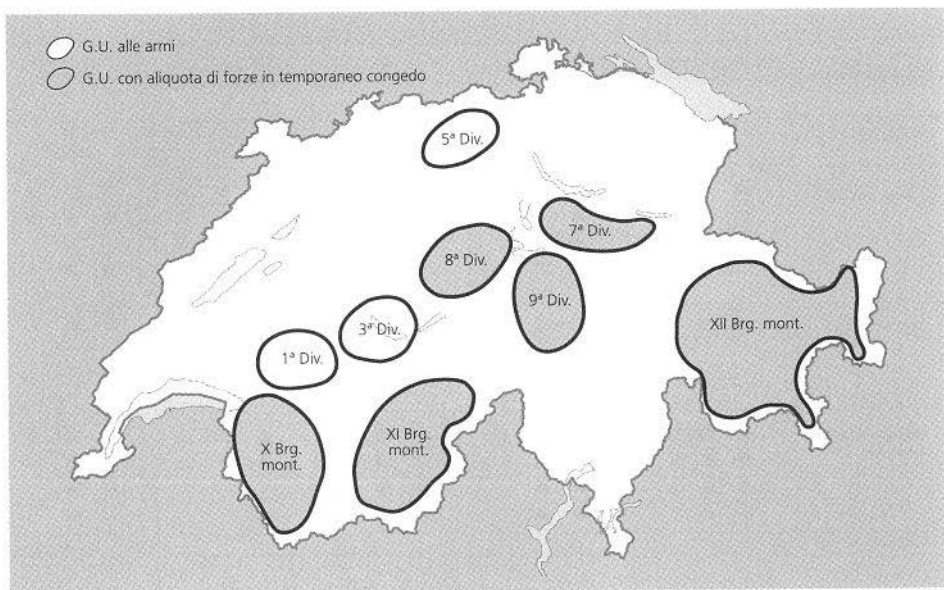 G.U. alle armi
G.U. con aliquota di forze in temporaneo congedo
5ª Div.
7ª Div.
8ª Div.
9ª Div.
3ª Div.
1ª Div.
XII Brg. mont.
X Brg.
mont.
XI Brg.
mont.